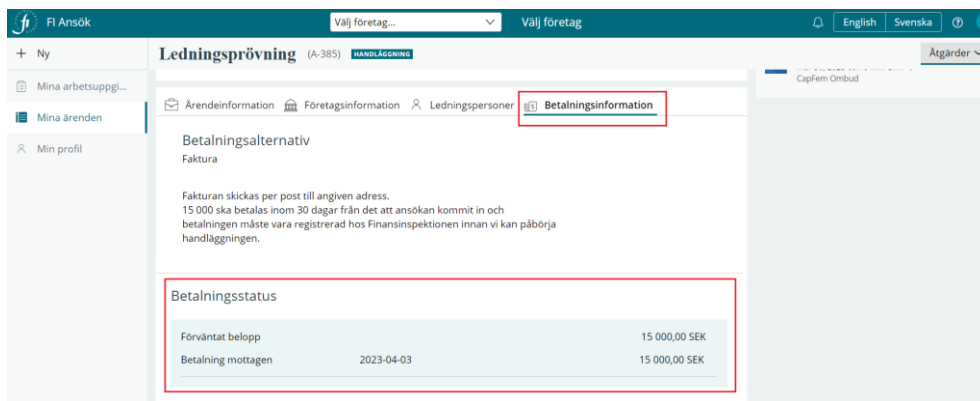 fi FI Ansök Välj företag... Välj företag English Svenska
Ny
Ledningsprövning (A-385) HANDLÄGGNING Åtgärder
CapFem Ombud
Mina arbetsuppgi...
Mina ärenden
Min profil
Ärendeinformation Företagsinformation Ledningspersoner Betalningsinformation
Betalningsalternativ
Faktura
Fakturan skickas per post till angiven adress.
15 000 ska betalas inom 30 dagar från det att ansökan kommit in och
betalningen måste vara registrerad hos Finansinspektionen innan vi kan påbörja
handläggningen.
Betalningsstatus
Förväntat belopp 15 000,00 SEK
Betalning mottagen 2023-04-03 15 000,00 SEK